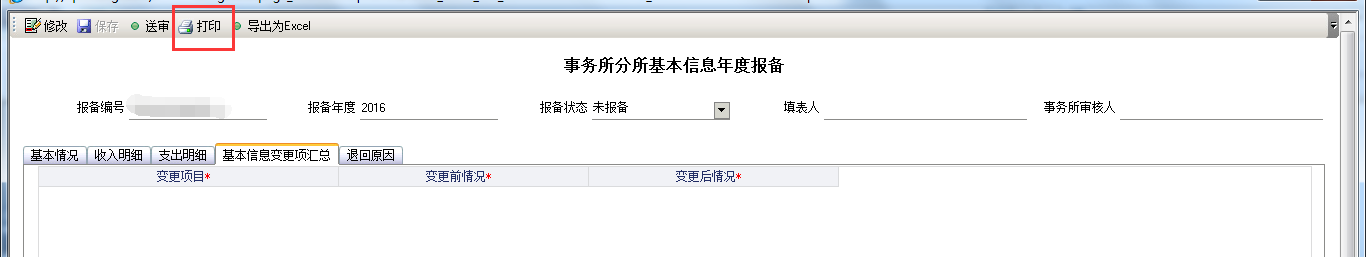 修改 保存 送审 打印 导出为Excel
事务所分所基本信息年度报备
报备编号 报备年度 2016 报备状态 未报备 填表人 事务所审核人
基本情况 收入明细 支出明细 基本信息变更项汇总 退回原因
变更项目* 变更前情况* 变更后情况*